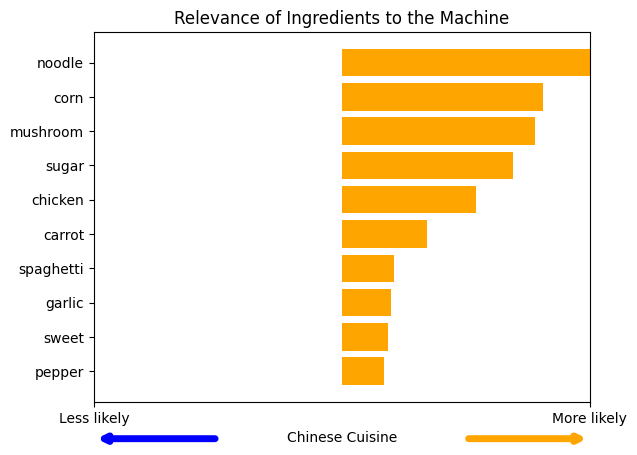 Relevance of Ingredients to the Machine
noodle
corn
mushroom
sugar
chicken
carrot
spaghetti
garlic
sweet
pepper
Less likely
More likely
Chinese Cuisine